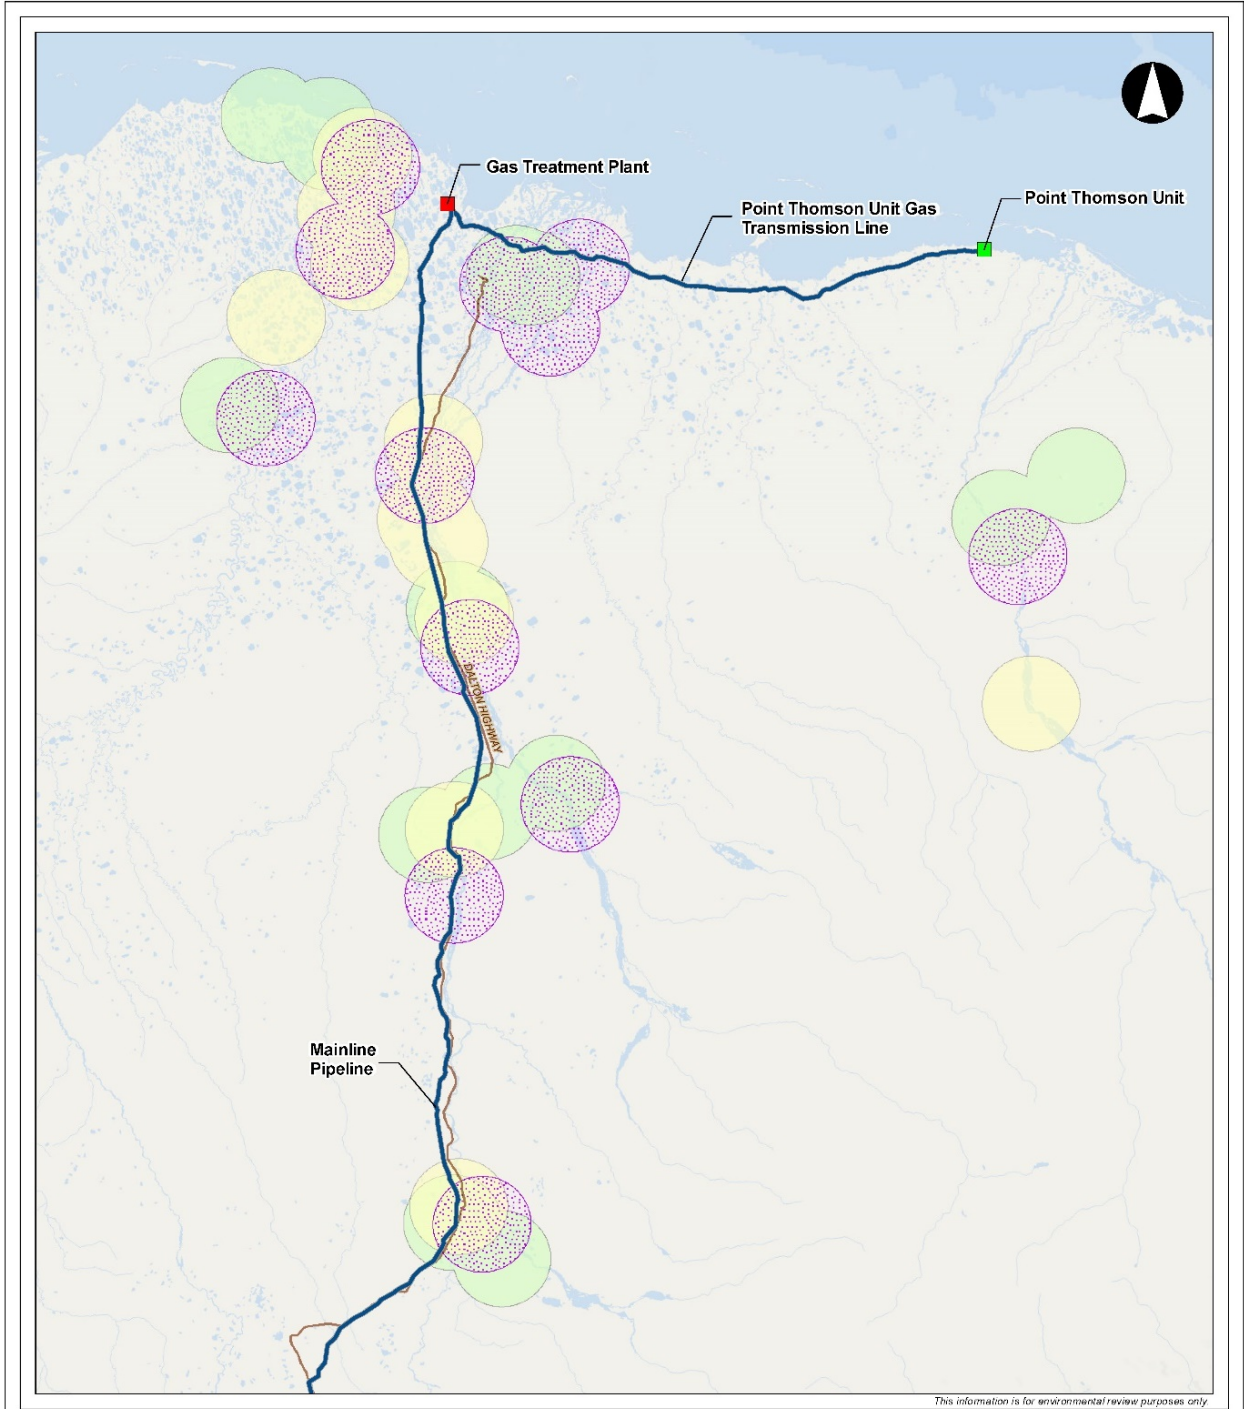 Gas Treatment Plant
Point Thomson Unit
Point Thomson Unit Gas
Transmission Line
DALTON HIGHWAY
Mainline
Pipeline
This information is for environmental review purposes only.